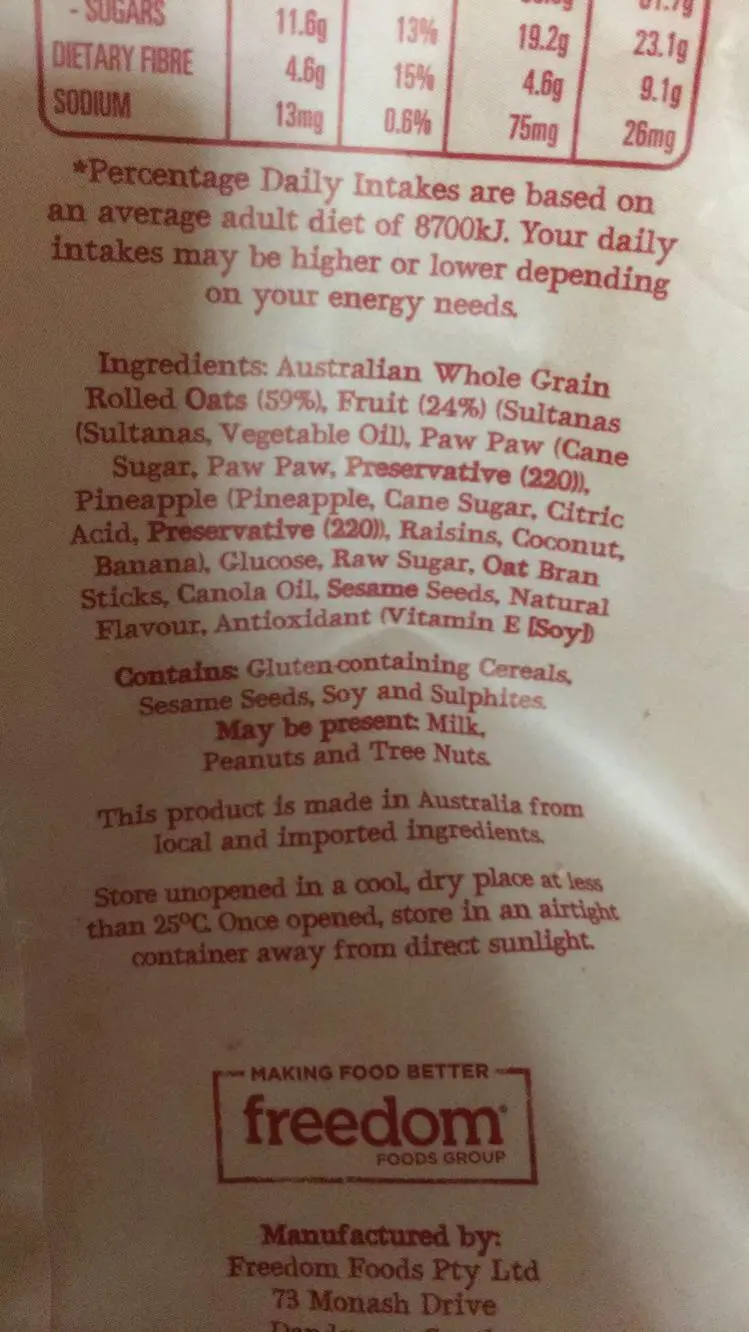 - SUGARS 11.6g 13% 19.2g 23.1g
DIETARY FIBRE 4.6g 15% 4.6g 9.1g
SODIUM 13mg 0.6% 75mg 26mg
*Percentage Daily Intakes are based on
an average adult diet of 8700kJ. Your daily
intakes may be higher or lower depending
on your energy needs.
Ingredients: Australian Whole Grain
Rolled Oats (59%), Fruit (24%) (Sultanas
(Sultanas, Vegetable Oil), Paw Paw (Cane
Sugar, Paw Paw, Preservative (220)),
Pineapple (Pineapple, Cane Sugar, Citric
Acid, Preservative (220)), Raisins, Coconut,
Banana), Glucose, Raw Sugar, Oat Bran
Sticks, Canola Oil, Sesame Seeds, Natural
Flavour, Antioxidant (Vitamin E [Soy])
Contains: Gluten-containing Cereals,
Sesame Seeds, Soy and Sulphites.
May be present: Milk,
Peanuts and Tree Nuts.
This product is made in Australia from
local and imported ingredients.
Store unopened in a cool, dry place at less
than 25ºC. Once opened, store in an airtight
container away from direct sunlight.
MAKING FOOD BETTER
freedom
FOODS GROUP
Manufactured by:
Freedom Foods Pty Ltd
73 Monash Drive